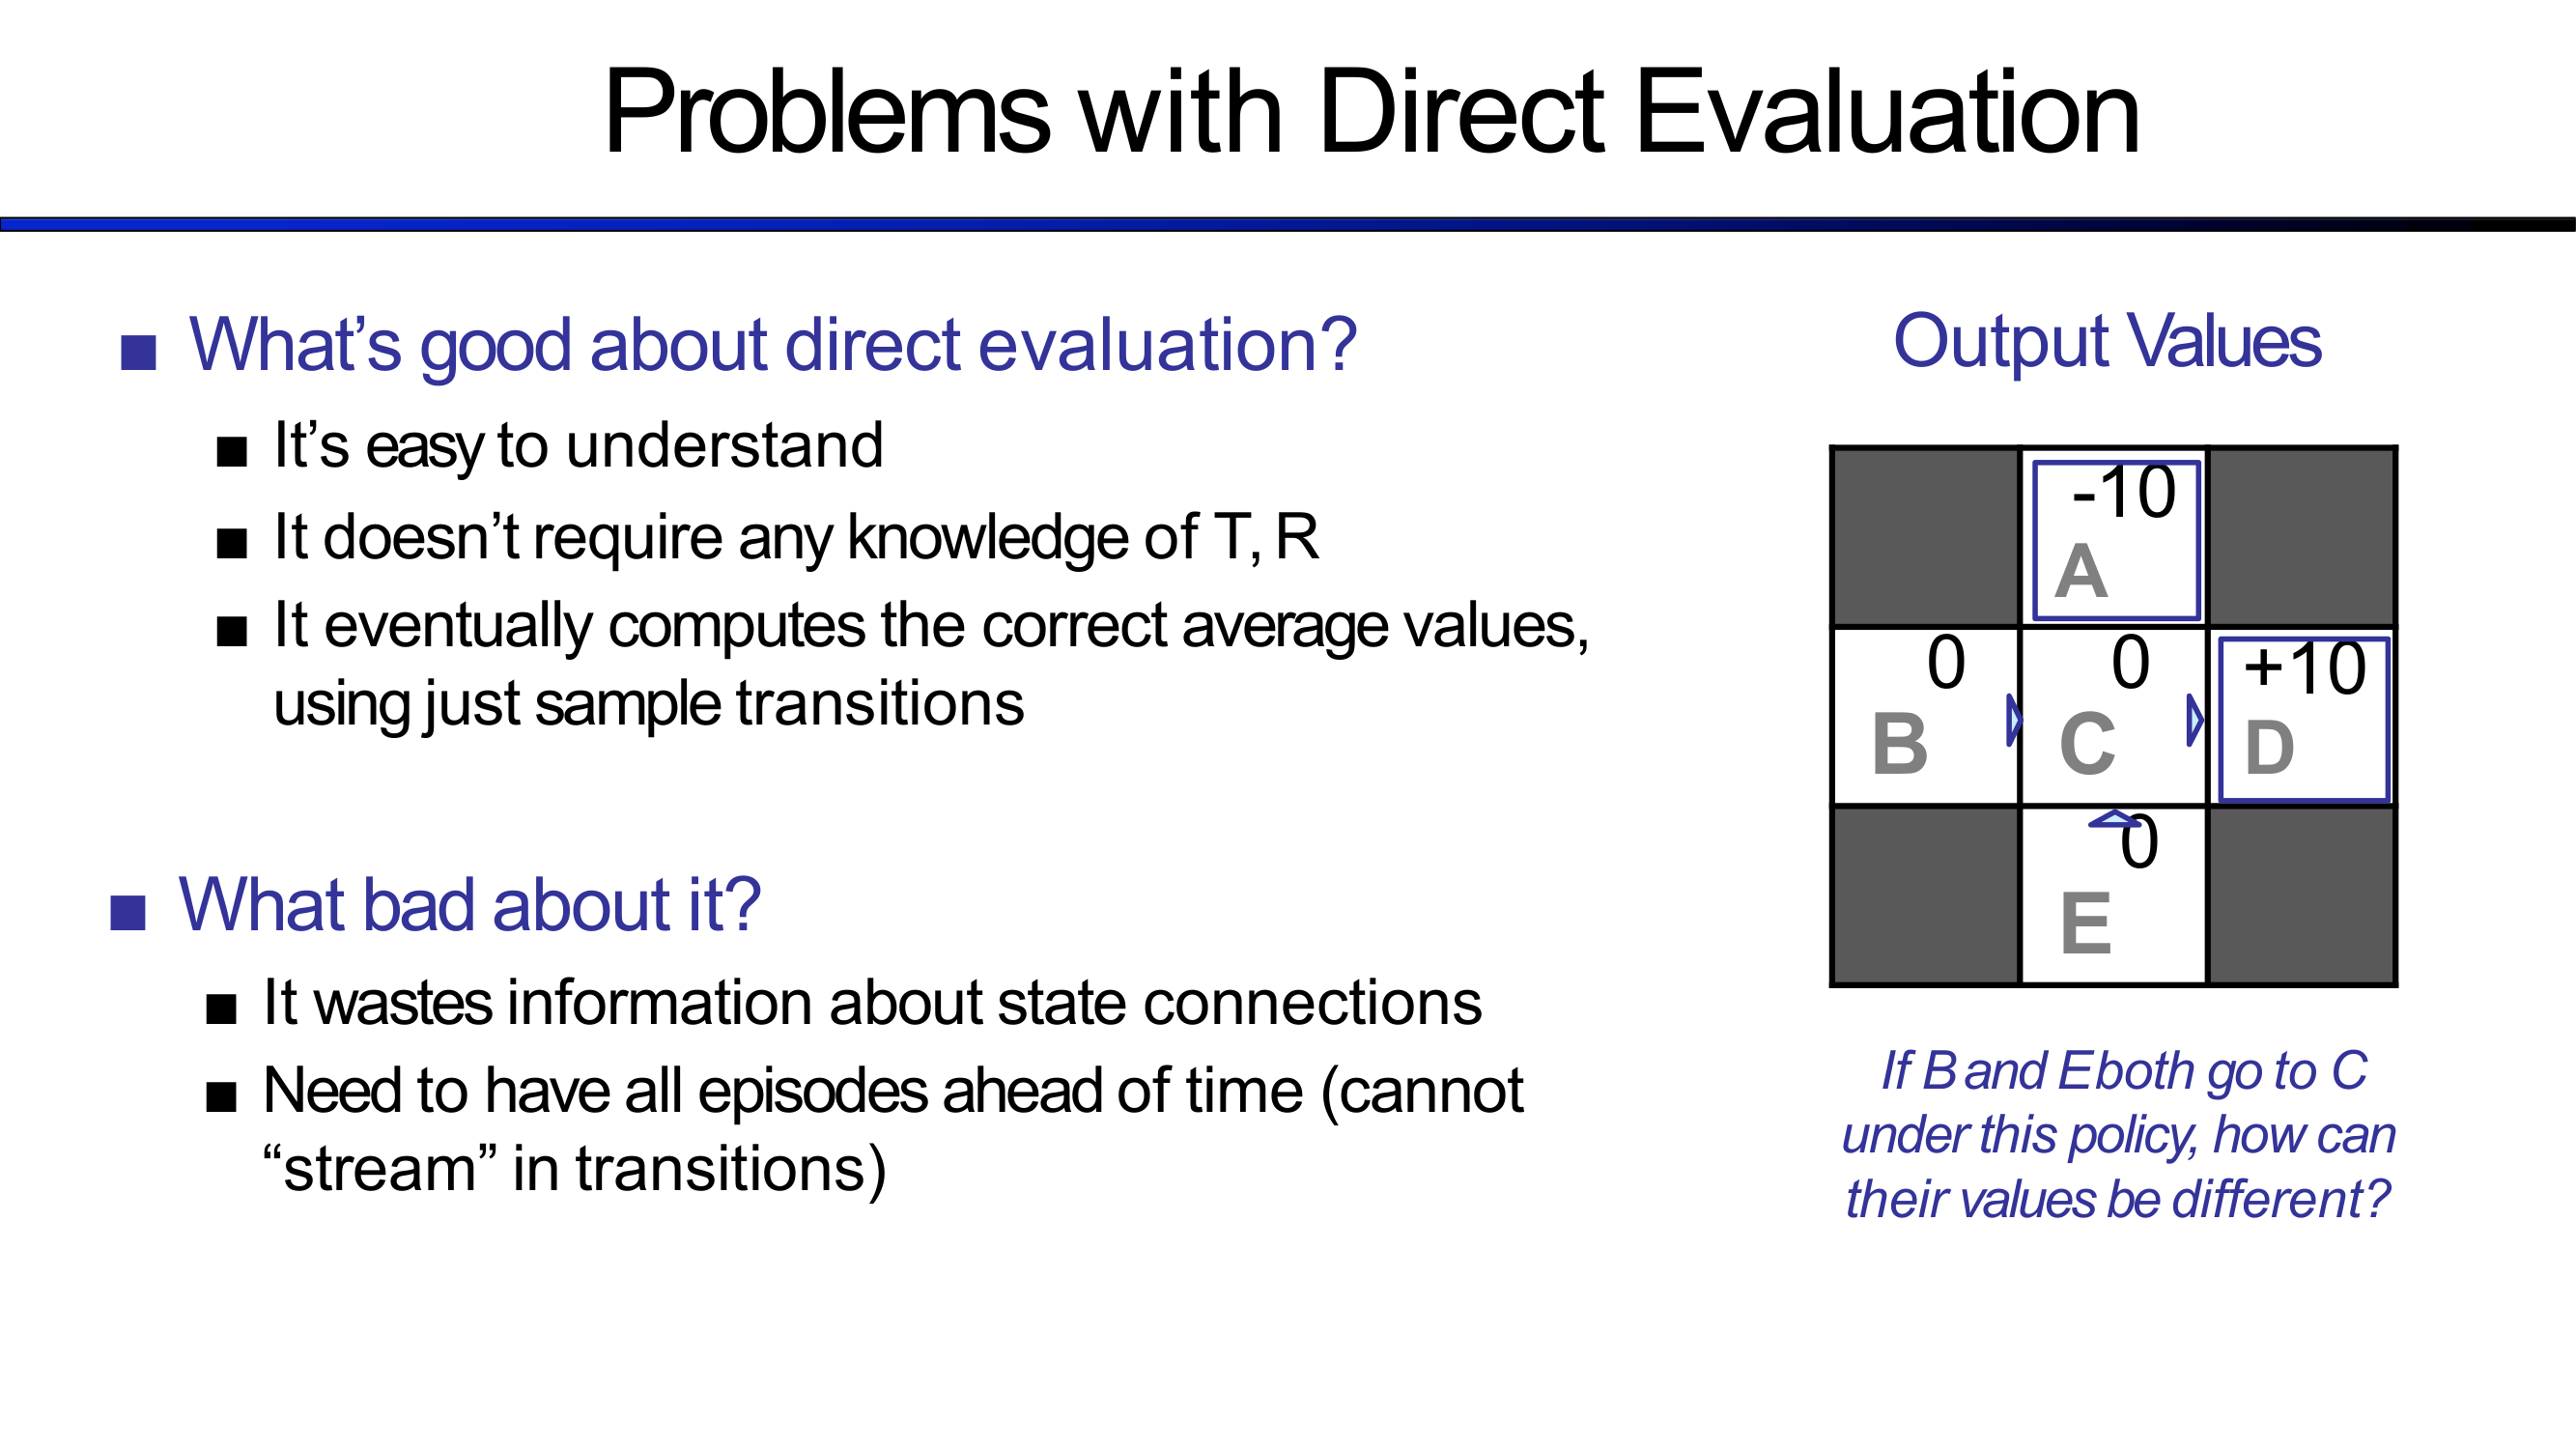 Problems with Direct Evaluation
■ What’s good about direct evaluation?
■ It’s easy to understand
■ It doesn’t require any knowledge of T, R
■ It eventually computes the correct average values,
using just sample transitions
■ What bad about it?
■ It wastes information about state connections
■ Need to have all episodes ahead of time (cannot
“stream” in transitions)
Output Values
-10
A
0 0 +10
B C D
0
E
If B and E both go to C
under this policy, how can
their values be different?